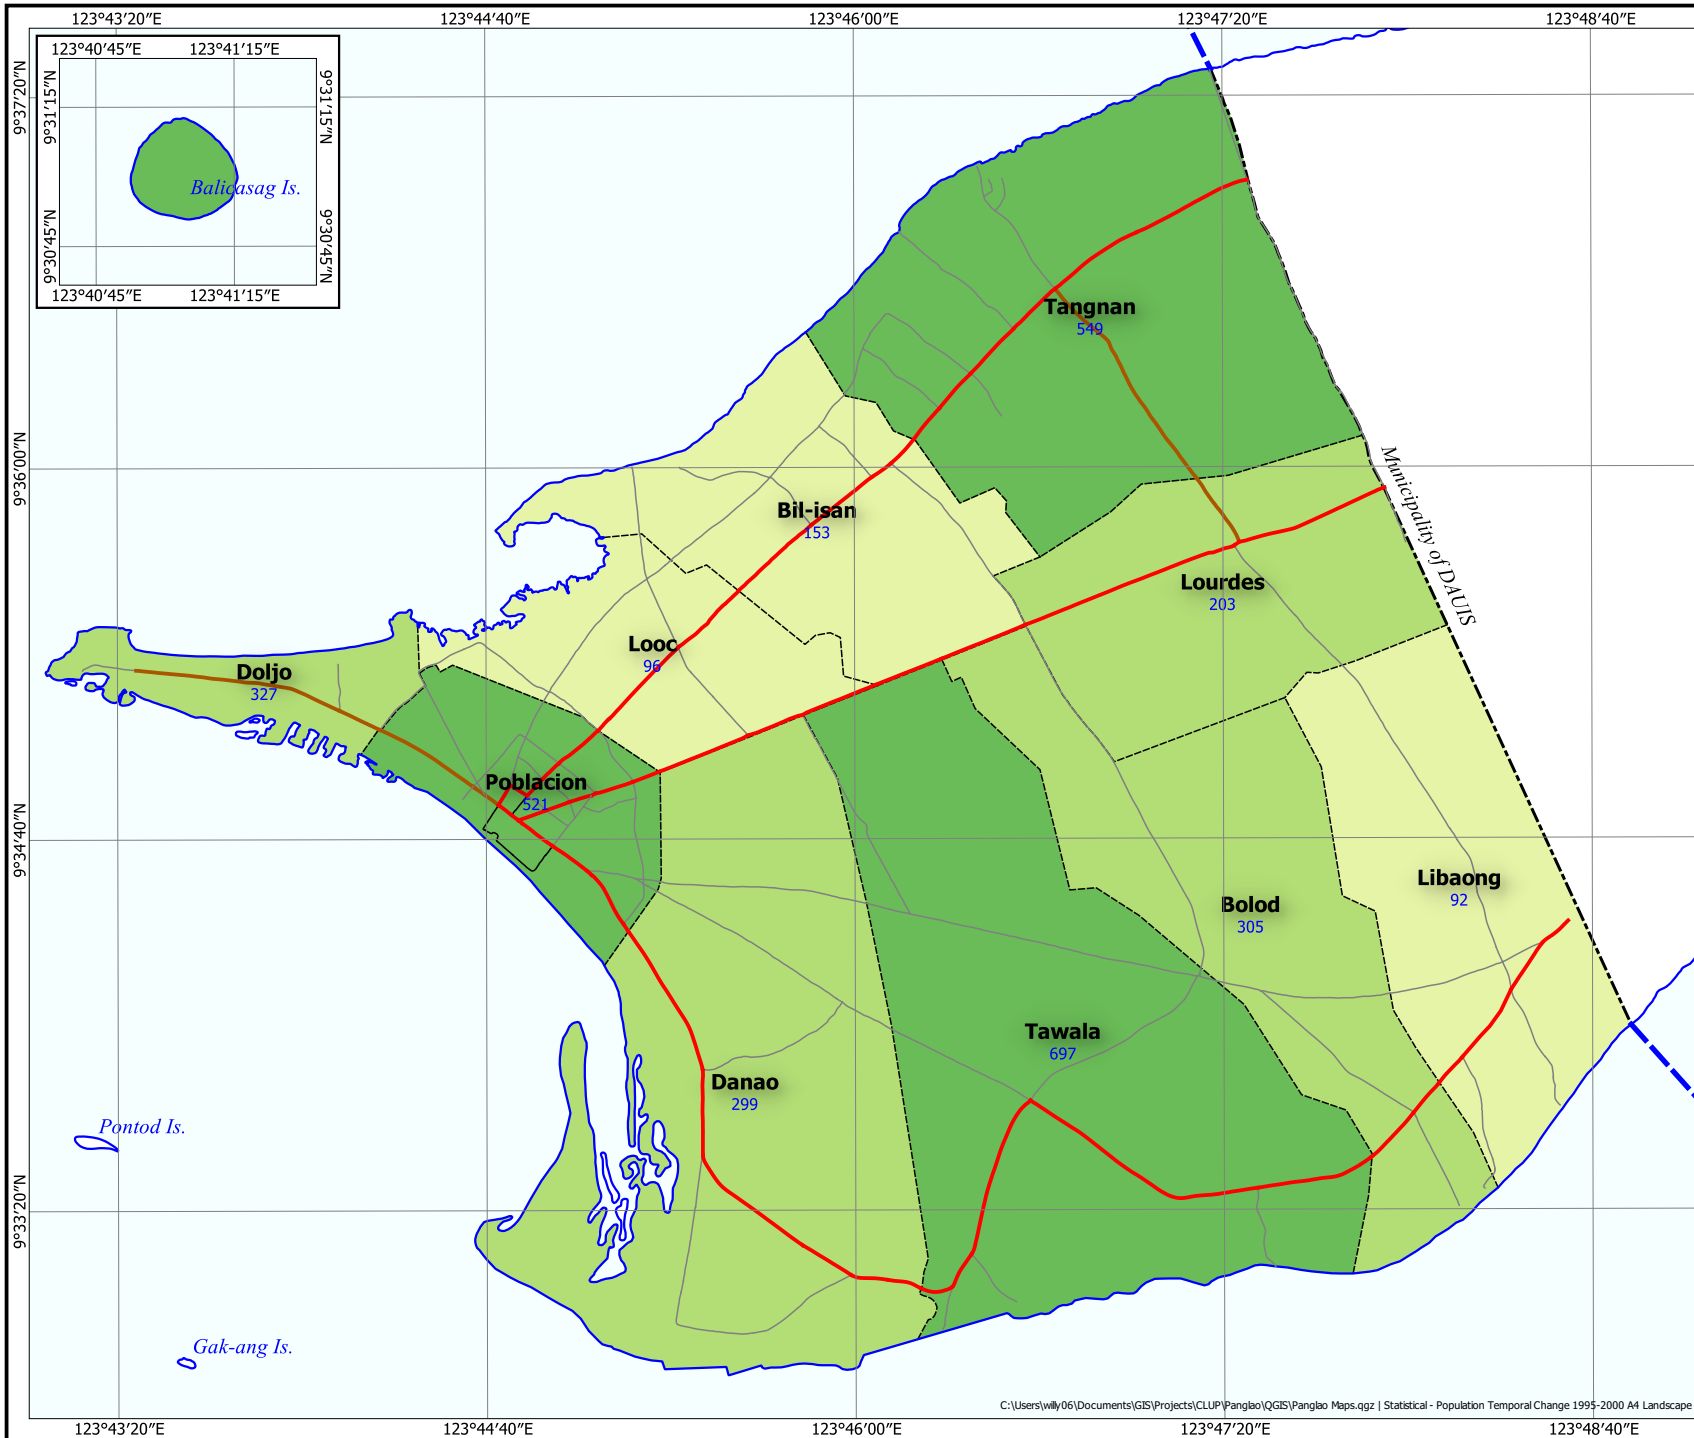 123°43'20"E 123°44'40"E 123°46'00"E 123°47'20"E 123°48'40"E
123°40'45"E 123°41'15"E
9°31'15"N 9°31'15"N
Balicasag Is.
9°30'45"N 9°30'45"N
123°40'45"E 123°41'15"E
9°37'20"N
Tangnan
549
9°36'00"N
Municipality of DAUIS
Bil-isan
153
Lourdes
203
Looc
96
Doljo
327
Poblacion
521
9°34'40"N
Libaong
92
Bolod
305
Tawala
697
Danao
299
Pontod Is.
9°33'20"N
Gak-ang Is.
C:\Users\willy06\Documents\GIS\Projects\CLUP\Panglao\QGIS\Panglao Maps.qgz | Statistical - Population Temporal Change 1995-2000 A4 Landscape
123°43'20"E 123°44'40"E 123°46'00"E 123°47'20"E 123°48'40"E